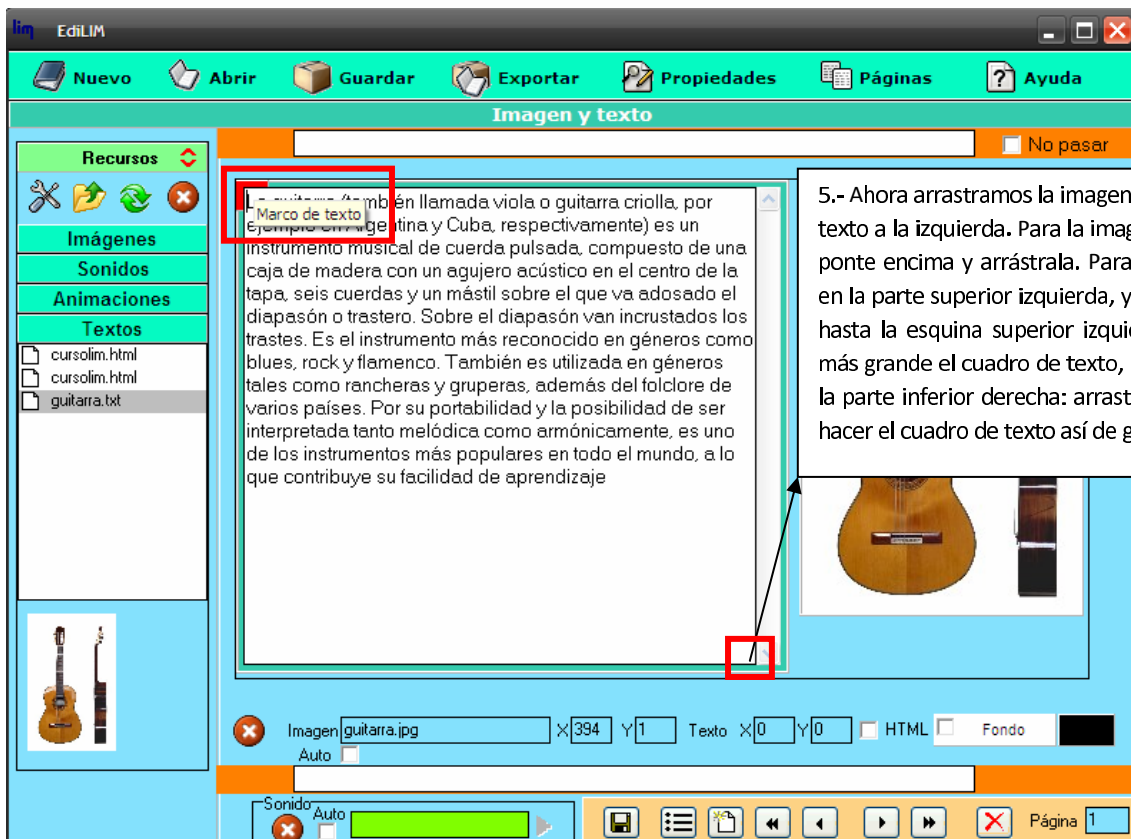 lim EdiLIM
Nuevo Abrir Guardar Exportar Propiedades Páginas Ayuda
Imagen y texto
No pasar
Recursos
Imágenes
Sonidos
Animaciones
Textos
cursolim.html
cursolim.html
guitarra.txt
Marco de texto
La guitarra (también llamada viola o guitarra criolla, por
ejemplo en Argentina y Cuba, respectivamente) es un
instrumento musical de cuerda pulsada, compuesto de una
caja de madera con un agujero acústico en el centro de la
tapa, seis cuerdas y un mástil sobre el que va adosado el
diapasón o trastero. Sobre el diapasón van incrustados los
trastes. Es el instrumento más reconocido en géneros como
blues, rock y flamenco. También es utilizada en géneros
tales como rancheras y gruperas, además del folclore de
varios países. Por su portabilidad y la posibilidad de ser
interpretada tanto melódica como armónicamente, es uno
de los instrumentos más populares en todo el mundo, a lo
que contribuye su facilidad de aprendizaje
5.- Ahora arrastramos la imagen
texto a la izquierda. Para la imag
ponte encima y arrástrala. Para
en la parte superior izquierda, y
hasta la esquina superior izquie
más grande el cuadro de texto,
la parte inferior derecha: arrast
hacer el cuadro de texto así de g
Imagen guitarra.jpg X 394 Y 1 Texto X 0 Y 0 HTML Fondo
Auto
Sonido Auto
Página 1